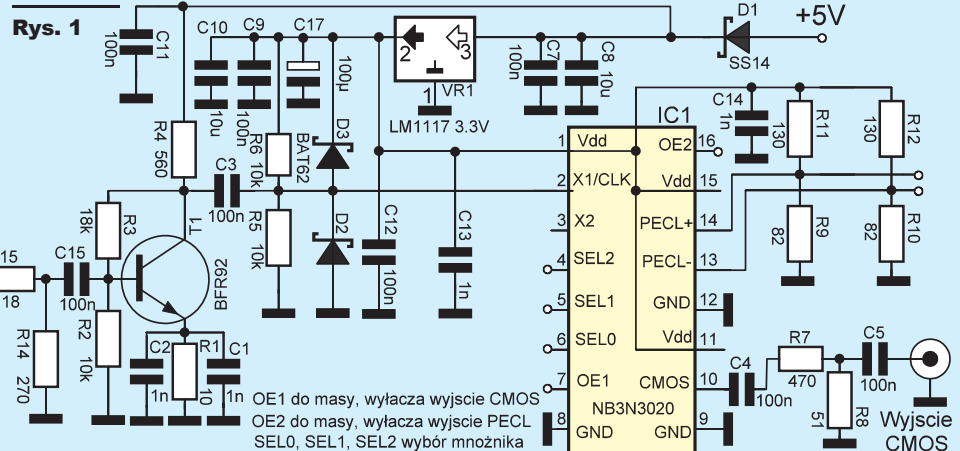 Rys. 1
C11
100n
C10
10u
C9
100n
C17
100µ
2
3
1
VR1
LM1117 3.3V
C7
100n
C8
10u
D1
SS14
+5V
R4
560
C3
100n
R6
10k
BAT62
D3
R5
10k
D2
C12
100n
C13
1n
R3
18k
T1
BFR92
15
18
C15
100n
R14
270
R2
10k
C2
1n
R1
10
C1
1n
IC1
1
Vdd
2
X1/CLK
3
X2
4
SEL2
5
SEL1
6
SEL0
7
OE1
8
GND
OE2
16
Vdd
15
PECL+
14
PECL-
13
GND
12
Vdd
11
CMOS
10
NB3N3020
GND
9
C14
1n
R11
130
R12
130
R9
82
R10
82
C4
100n
R7
470
C5
100n
R8
51
Wyjscie
CMOS
OE1 do masy, wyłacza wyjscie CMOS
OE2 do masy, wyłacza wyjscie PECL
SEL0, SEL1, SEL2 wybór mnożnika